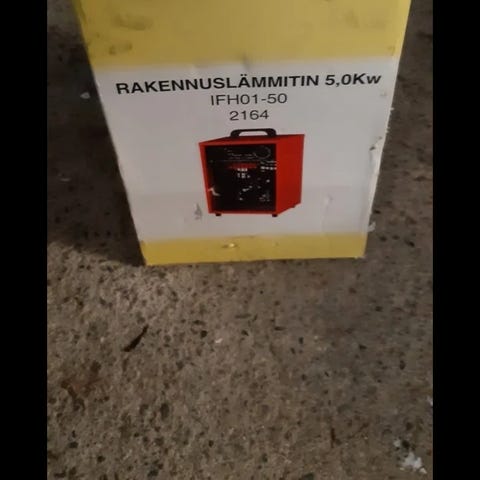 RAKENNUSLÄMMITIN 5,0Kw
IFH01-50
2164